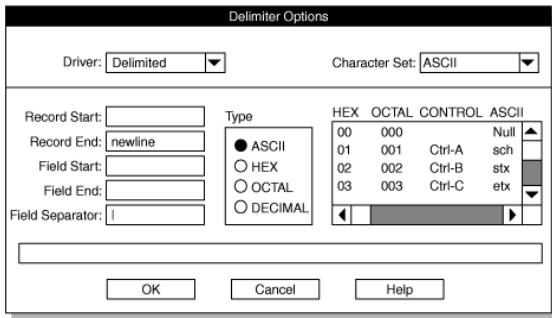 Delimiter Options
Driver: Delimited
Character Set: ASCII
Record Start:
Record End: newline
Field Start:
Field End:
Field Separator: |
Type
ASCII
HEX
OCTAL
DECIMAL
HEX OCTAL CONTROL ASCII
00 000 Null
01 001 Ctrl-A sch
02 002 Ctrl-B stx
03 003 Ctrl-C etx
OK Cancel Help